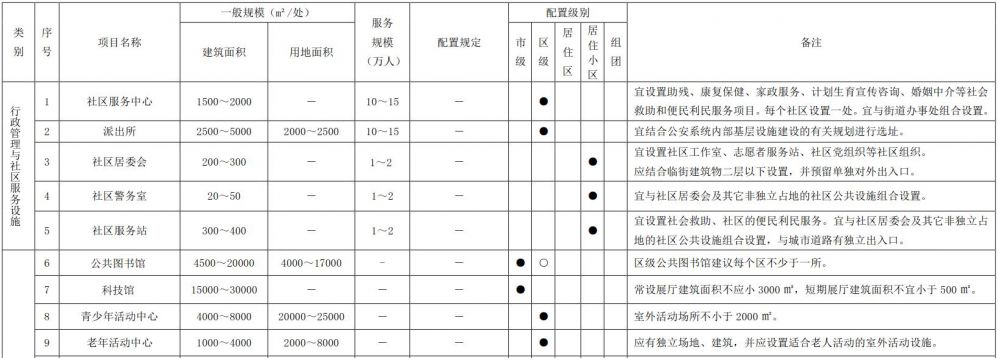 类别 序号 项目名称 一般规模（㎡/处） 服务规模（万人） 配置规定 配置级别 备注
建筑面积 用地面积 市级 区级 居住区 居住小区 组团
行政管理与社区服务设施
1 社区服务中心 1500～2000 — 10～15 — ● 宜设置助残、康复保健、家政服务、计划生育宣传咨询、婚姻中介等社会
救助和便民利民服务项目。每个社区设置一处。宜与街道办事处组合设置。
2 派出所 2500～5000 2000～2500 10～15 — ● 宜结合公安系统内部基层设施建设的有关规划进行选址。
3 社区居委会 200～300 — 1～2 — ● 宜设置社区工作室、志愿者服务站、社区党组织等社区组织。
应结合临街建筑物二层以下设置，并预留单独对外出入口。
4 社区警务室 20～50 — 1～2 — ● 宜与社区居委会及其它非独立占地的社区公共设施组合设置。
5 社区服务站 300～400 — 1～2 — ● 宜设置社会救助、社区的便民利民服务。宜与社区居委会及其它非独立占
地的社区公共设施组合设置，与城市道路有独立出入口。
6 公共图书馆 4500～20000 4000～17000 - — ● ○ 区级公共图书馆建议每个区不少于一所。
7 科技馆 15000～30000 — — ● 常设展厅建筑面积不应小 3000 ㎡，短期展厅建筑面积不宜小于 500 ㎡。
8 青少年活动中心 4000～8000 20000～25000 — ● 室外活动场所不小于 2000 ㎡。
9 老年活动中心 1000～4000 2000～8000 — ● 应有独立场地、建筑，并应设置适合老人活动的室外活动设施。